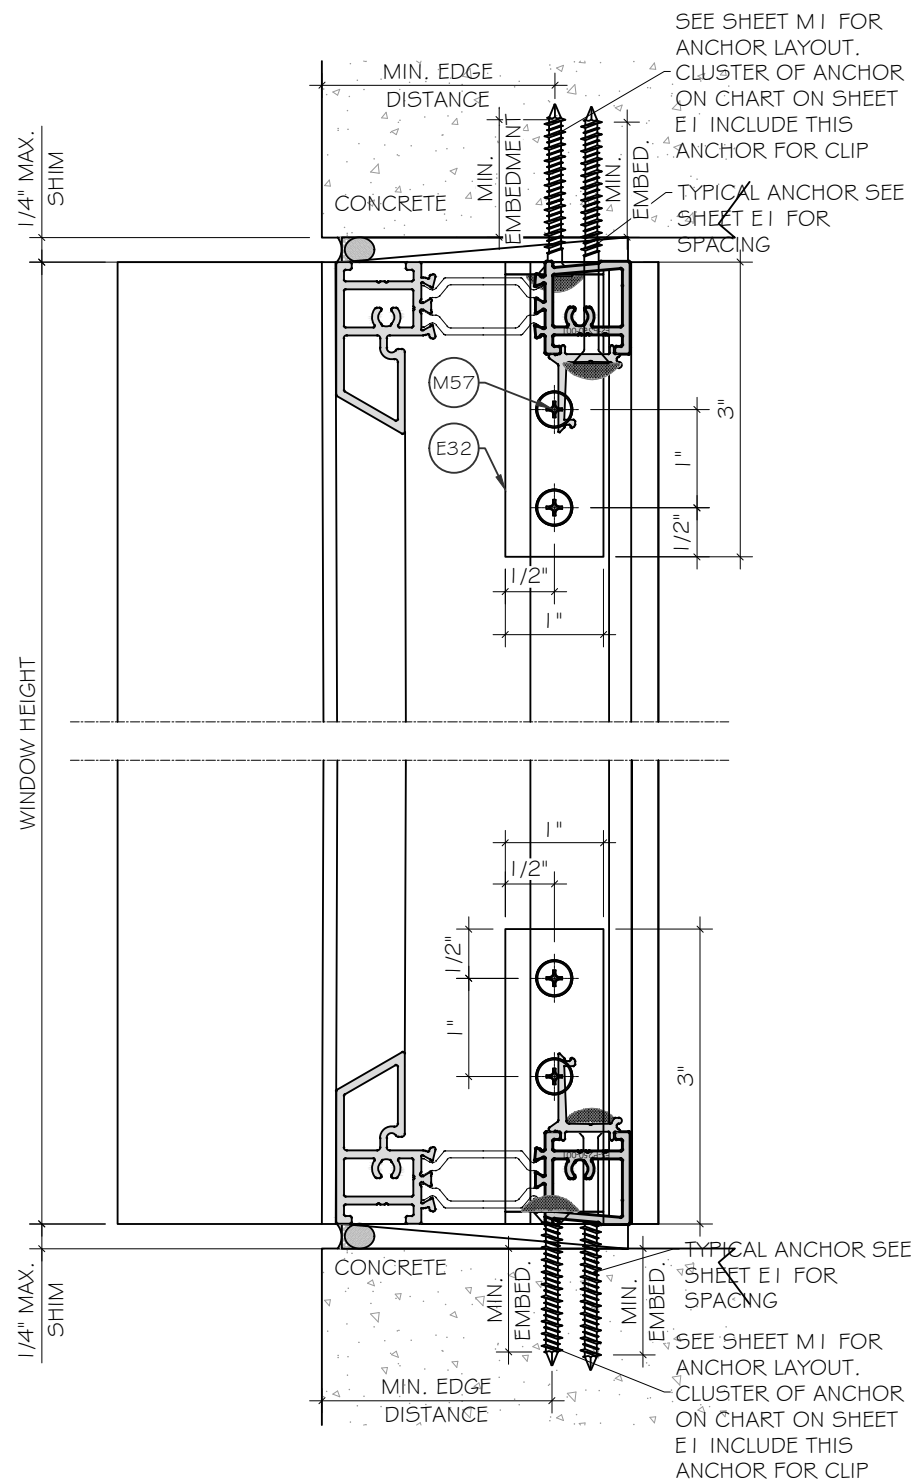 SEE SHEET M1 FOR
ANCHOR LAYOUT.
CLUSTER OF ANCHOR
ON CHART ON SHEET
E1 INCLUDE THIS
ANCHOR FOR CLIP
MIN. EDGE
DISTANCE
MIN.
EMBEDMENT
MIN.
EMBED.
1/4" MAX.
SHIM
CONCRETE
TYPICAL ANCHOR SEE
SHEET E1 FOR
SPACING
M57
E32
3"
1"
1/2"
1/2"
1"
WINDOW HEIGHT
1"
1/2"
1/2"
1"
3"
CONCRETE
1/4" MAX.
SHIM
MIN.
EMBED.
MIN.
EMBED.
TYPICAL ANCHOR SEE
SHEET E1 FOR
SPACING
MIN. EDGE
DISTANCE
SEE SHEET M1 FOR
ANCHOR LAYOUT.
CLUSTER OF ANCHOR
ON CHART ON SHEET
E1 INCLUDE THIS
ANCHOR FOR CLIP